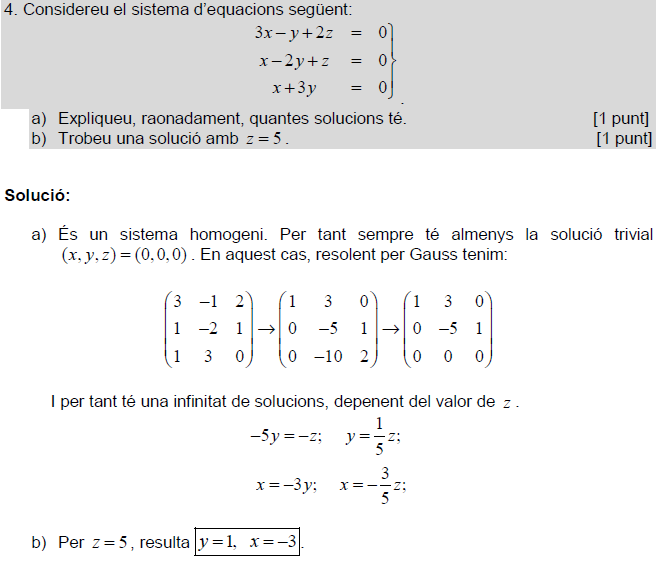 4. Considereu el sistema d'equacions següent:
3x − y + 2z = 0
x − 2y + z = 0
x + 3y = 0 .
a) Expliqueu, raonadament, quantes solucions té. [1 punt]
b) Trobeu una solució amb z = 5 . [1 punt]
Solució:
a) És un sistema homogeni. Per tant sempre té almenys la solució trivial
(x, y, z) = (0, 0, 0) . En aquest cas, resolent per Gauss tenim:
(3 −1 2) (1 3 0) (1 3 0)
(1 −2 1) → (0 −5 1) → (0 −5 1)
(1 3 0) (0 −10 2) (0 0 0)
I per tant té una infinitat de solucions, depenent del valor de z .
−5y = −z; y = 1/5 z;
x = −3y; x = −3/5 z;
b) Per z = 5 , resulta y = 1, x = −3 .